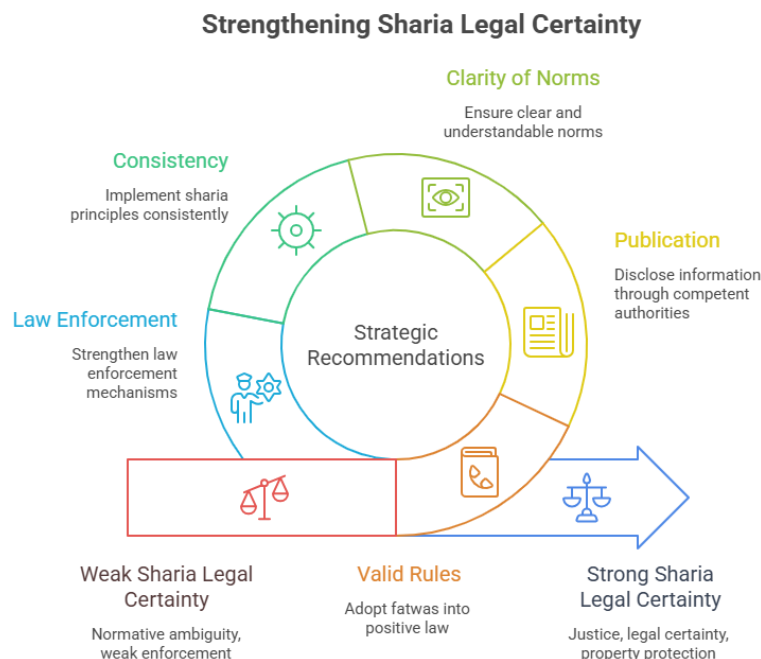 Strengthening Sharia Legal Certainty
Clarity of Norms
Ensure clear and
understandable norms
Consistency
Implement sharia
principles consistently
Publication
Disclose information
through competent
authorities
Law Enforcement
Strengthen law
enforcement
mechanisms
Strategic
Recommendations
Weak Sharia Legal
Certainty
Normative ambiguity,
weak enforcement
Valid Rules
Adopt fatwas into
positive law
Strong Sharia
Legal Certainty
Justice, legal certainty,
property protection